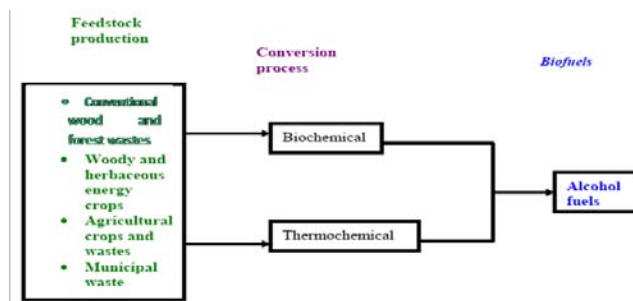 Feedstock
production
Conversion
process
Biofuels
• Conventional
wood and
forest wastes
• Woody and
herbaceous
energy
crops
• Agricultural
crops and
wastes
• Municipal
waste
Biochemical
Thermochemical
Alcohol
fuels